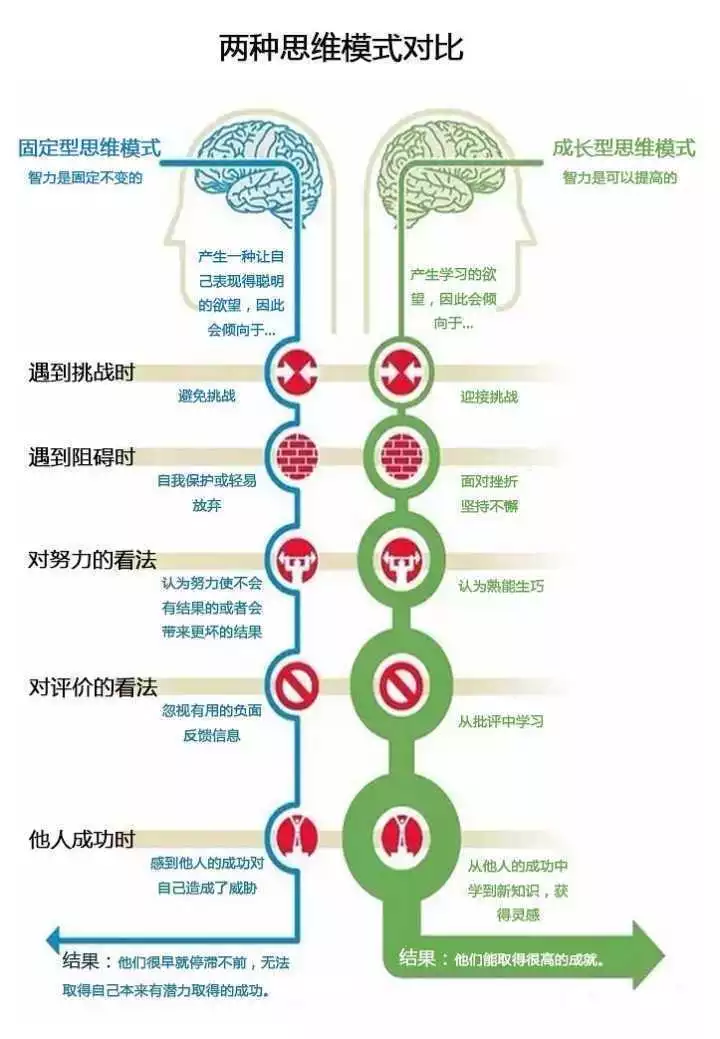 两种思维模式对比
固定型思维模式
智力是固定不变的
成长型思维模式
智力是可以提高的
产生一种让自
己表现得聪明
的欲望，因此
会倾向于...
产生学习的欲
望，因此会倾
向于...
遇到挑战时
避免挑战
迎接挑战
遇到阻碍时
自我保护或轻易
放弃
面对挫折
坚持不懈
对努力的看法
认为努力使不会
有结果的或者会
带来更坏的结果
认为熟能生巧
对评价的看法
忽视有用的负面
反馈信息
从批评中学习
他人成功时
感到他人的成功对
自己造成了威胁
从他人的成功中
学到新知识，获
得灵感
结果：他们很早就停滞不前，无法
取得自己本来有潜力取得的成功。
结果：他们能取得很高的成就。